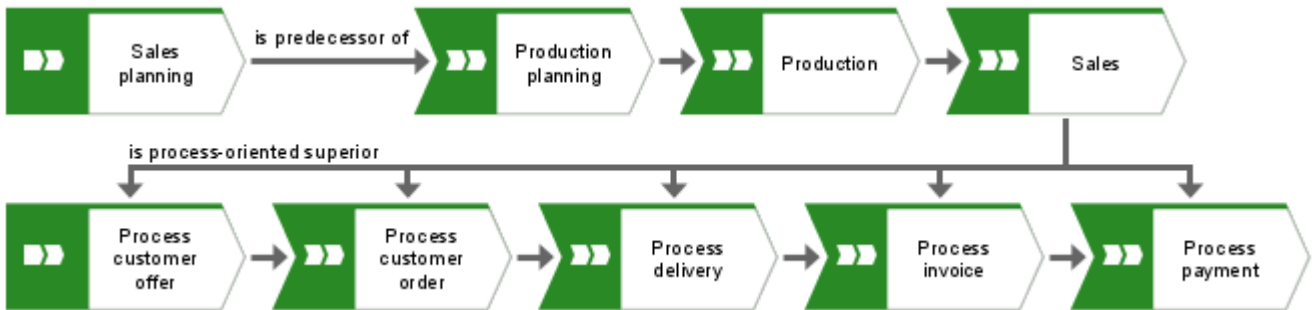 Sales
planning
is predecessor of
Production
planning
Production
Sales
is process-oriented superior
Process
customer
offer
Process
customer
order
Process
delivery
Process
invoice
Process
payment